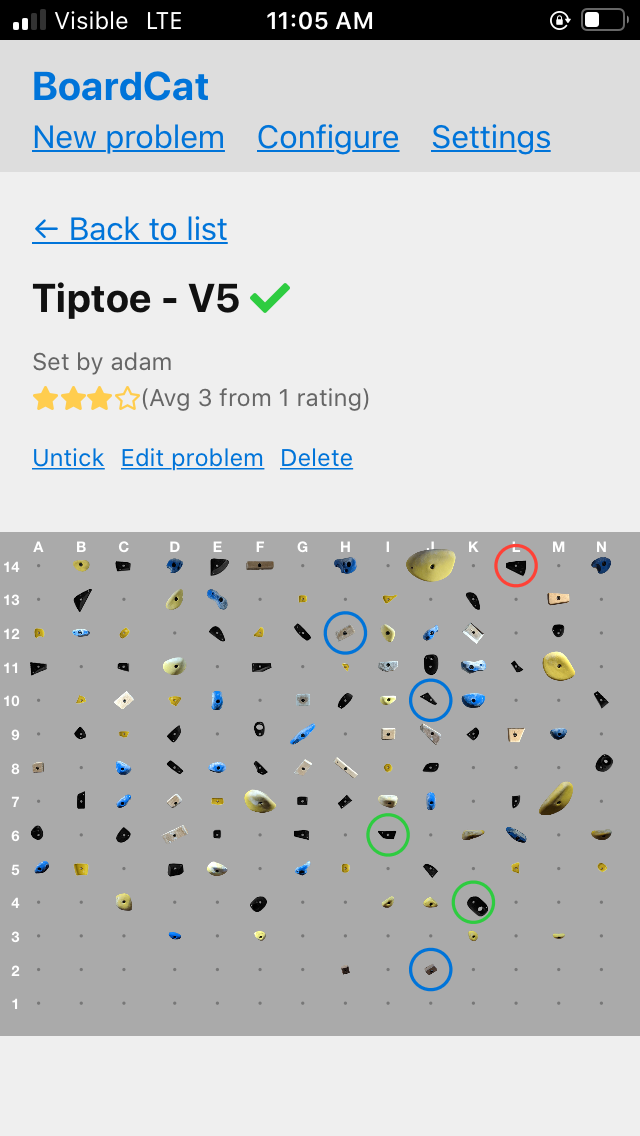 Visible LTE 11:05 AM
BoardCat
New problem Configure Settings
← Back to list
Tiptoe - V5
Set by adam
(Avg 3 from 1 rating)
Untick Edit problem Delete
A B C D E F G H I J K L M N
14
13
12
11
10
9
8
7
6
5
4
3
2
1